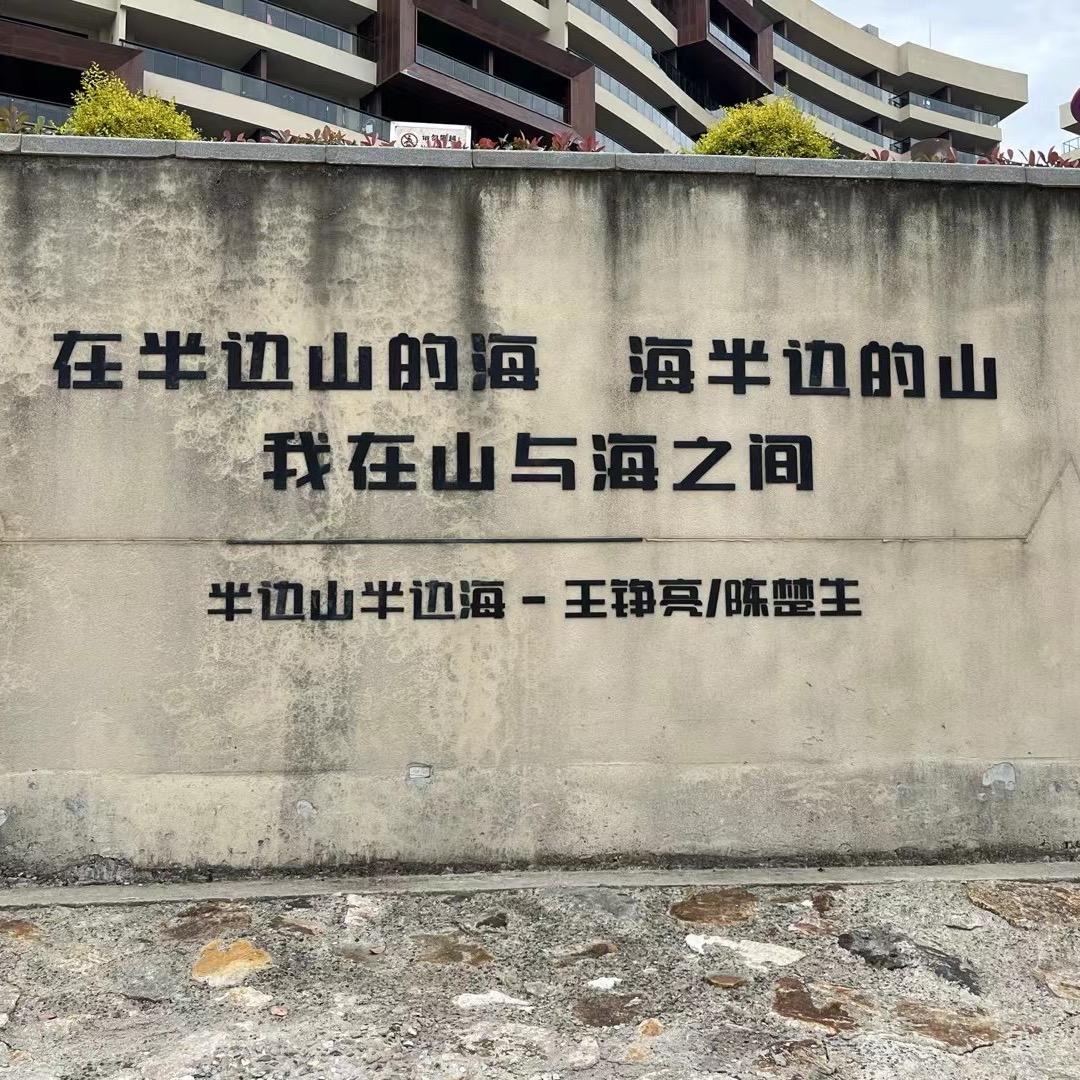 在半边山的海 海半边的山
我在山与海之间
半边山半边海 - 王铮亮/陈楚生